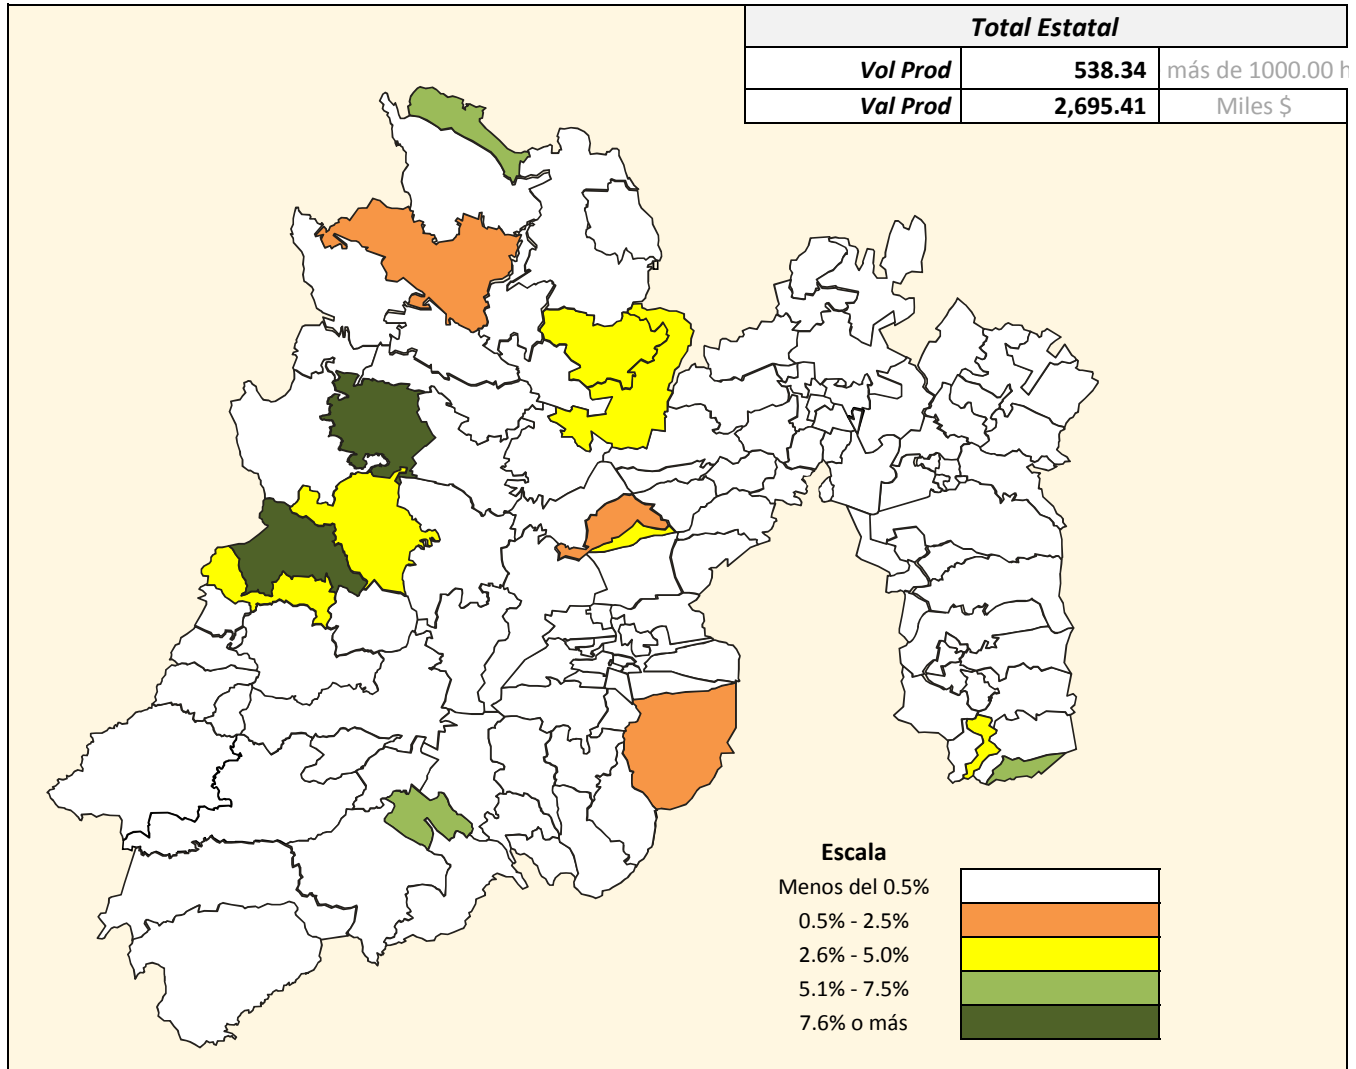 Total Estatal
Vol Prod 538.34 más de 1000.00 h
Val Prod 2,695.41 Miles $
Escala
Menos del 0.5%
0.5% - 2.5%
2.6% - 5.0%
5.1% - 7.5%
7.6% o más